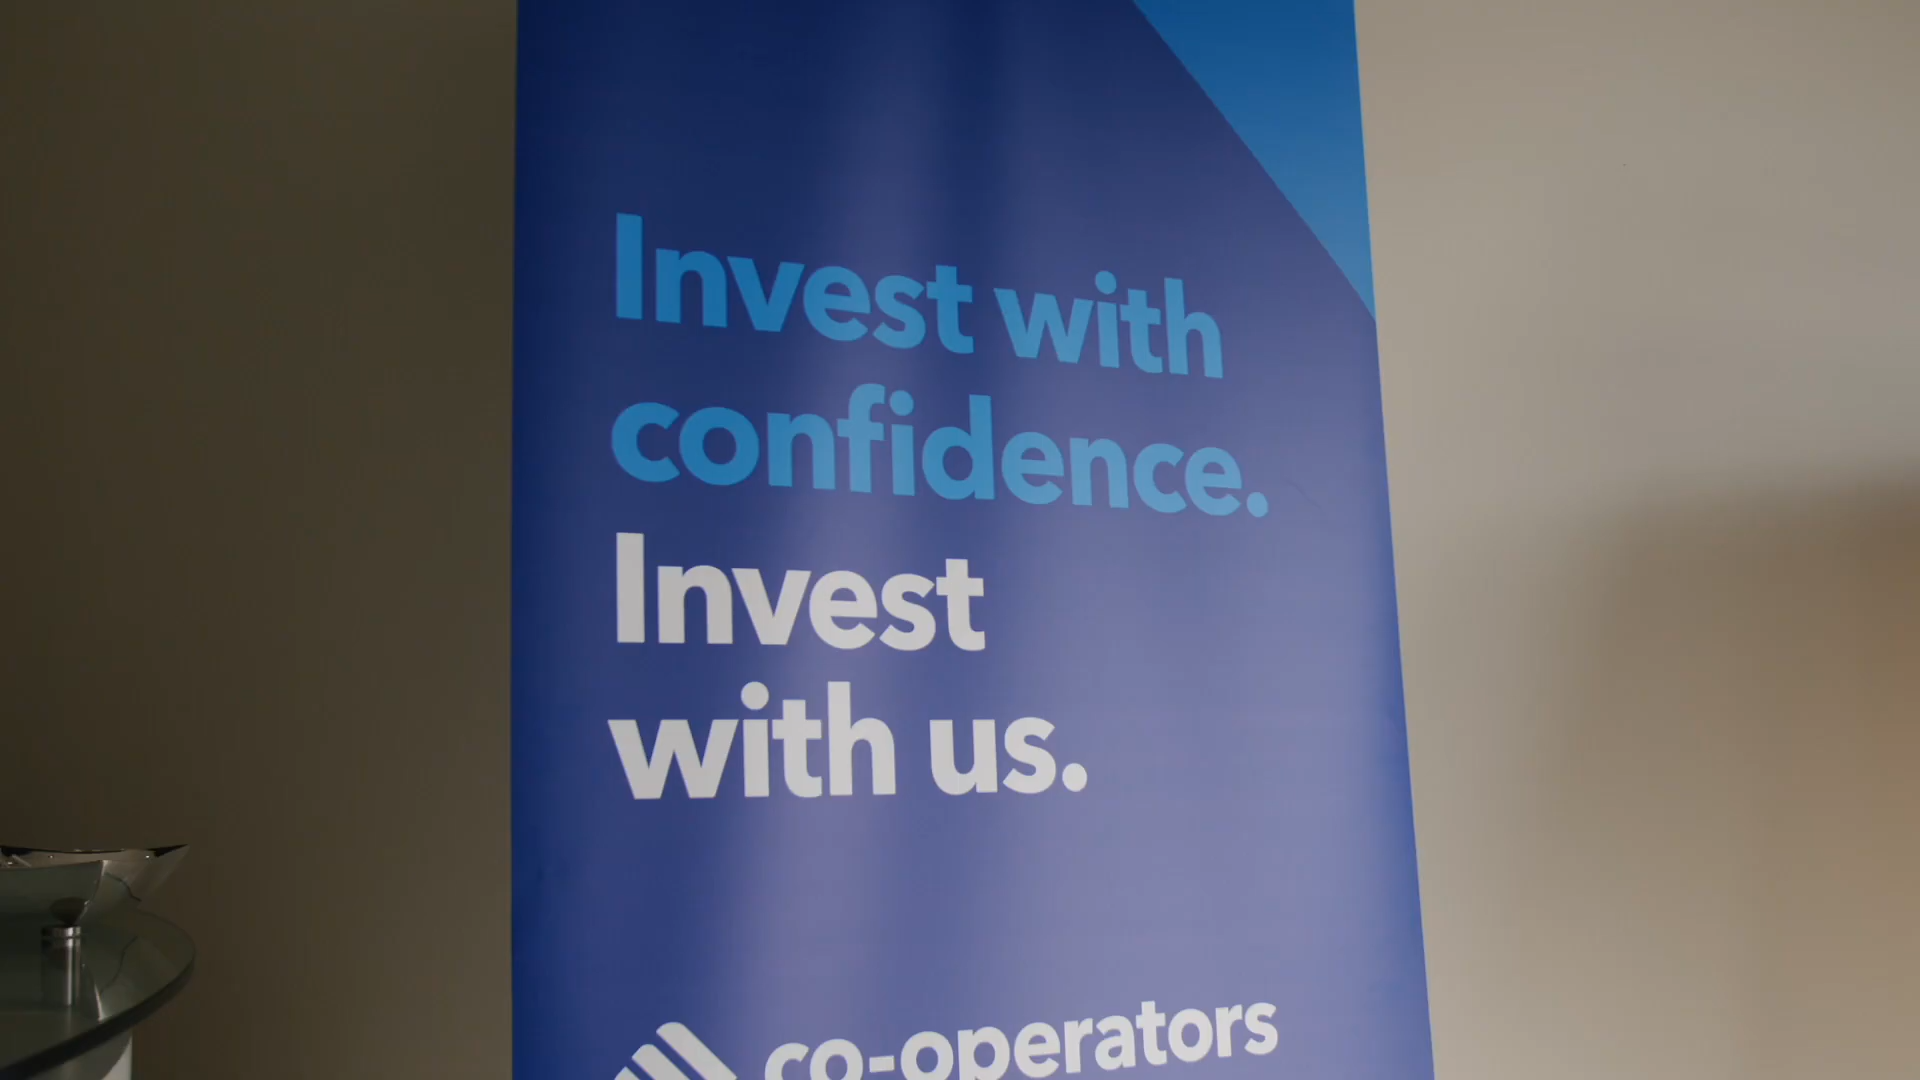 Invest with
confidence.
Invest
with us.
co-operators